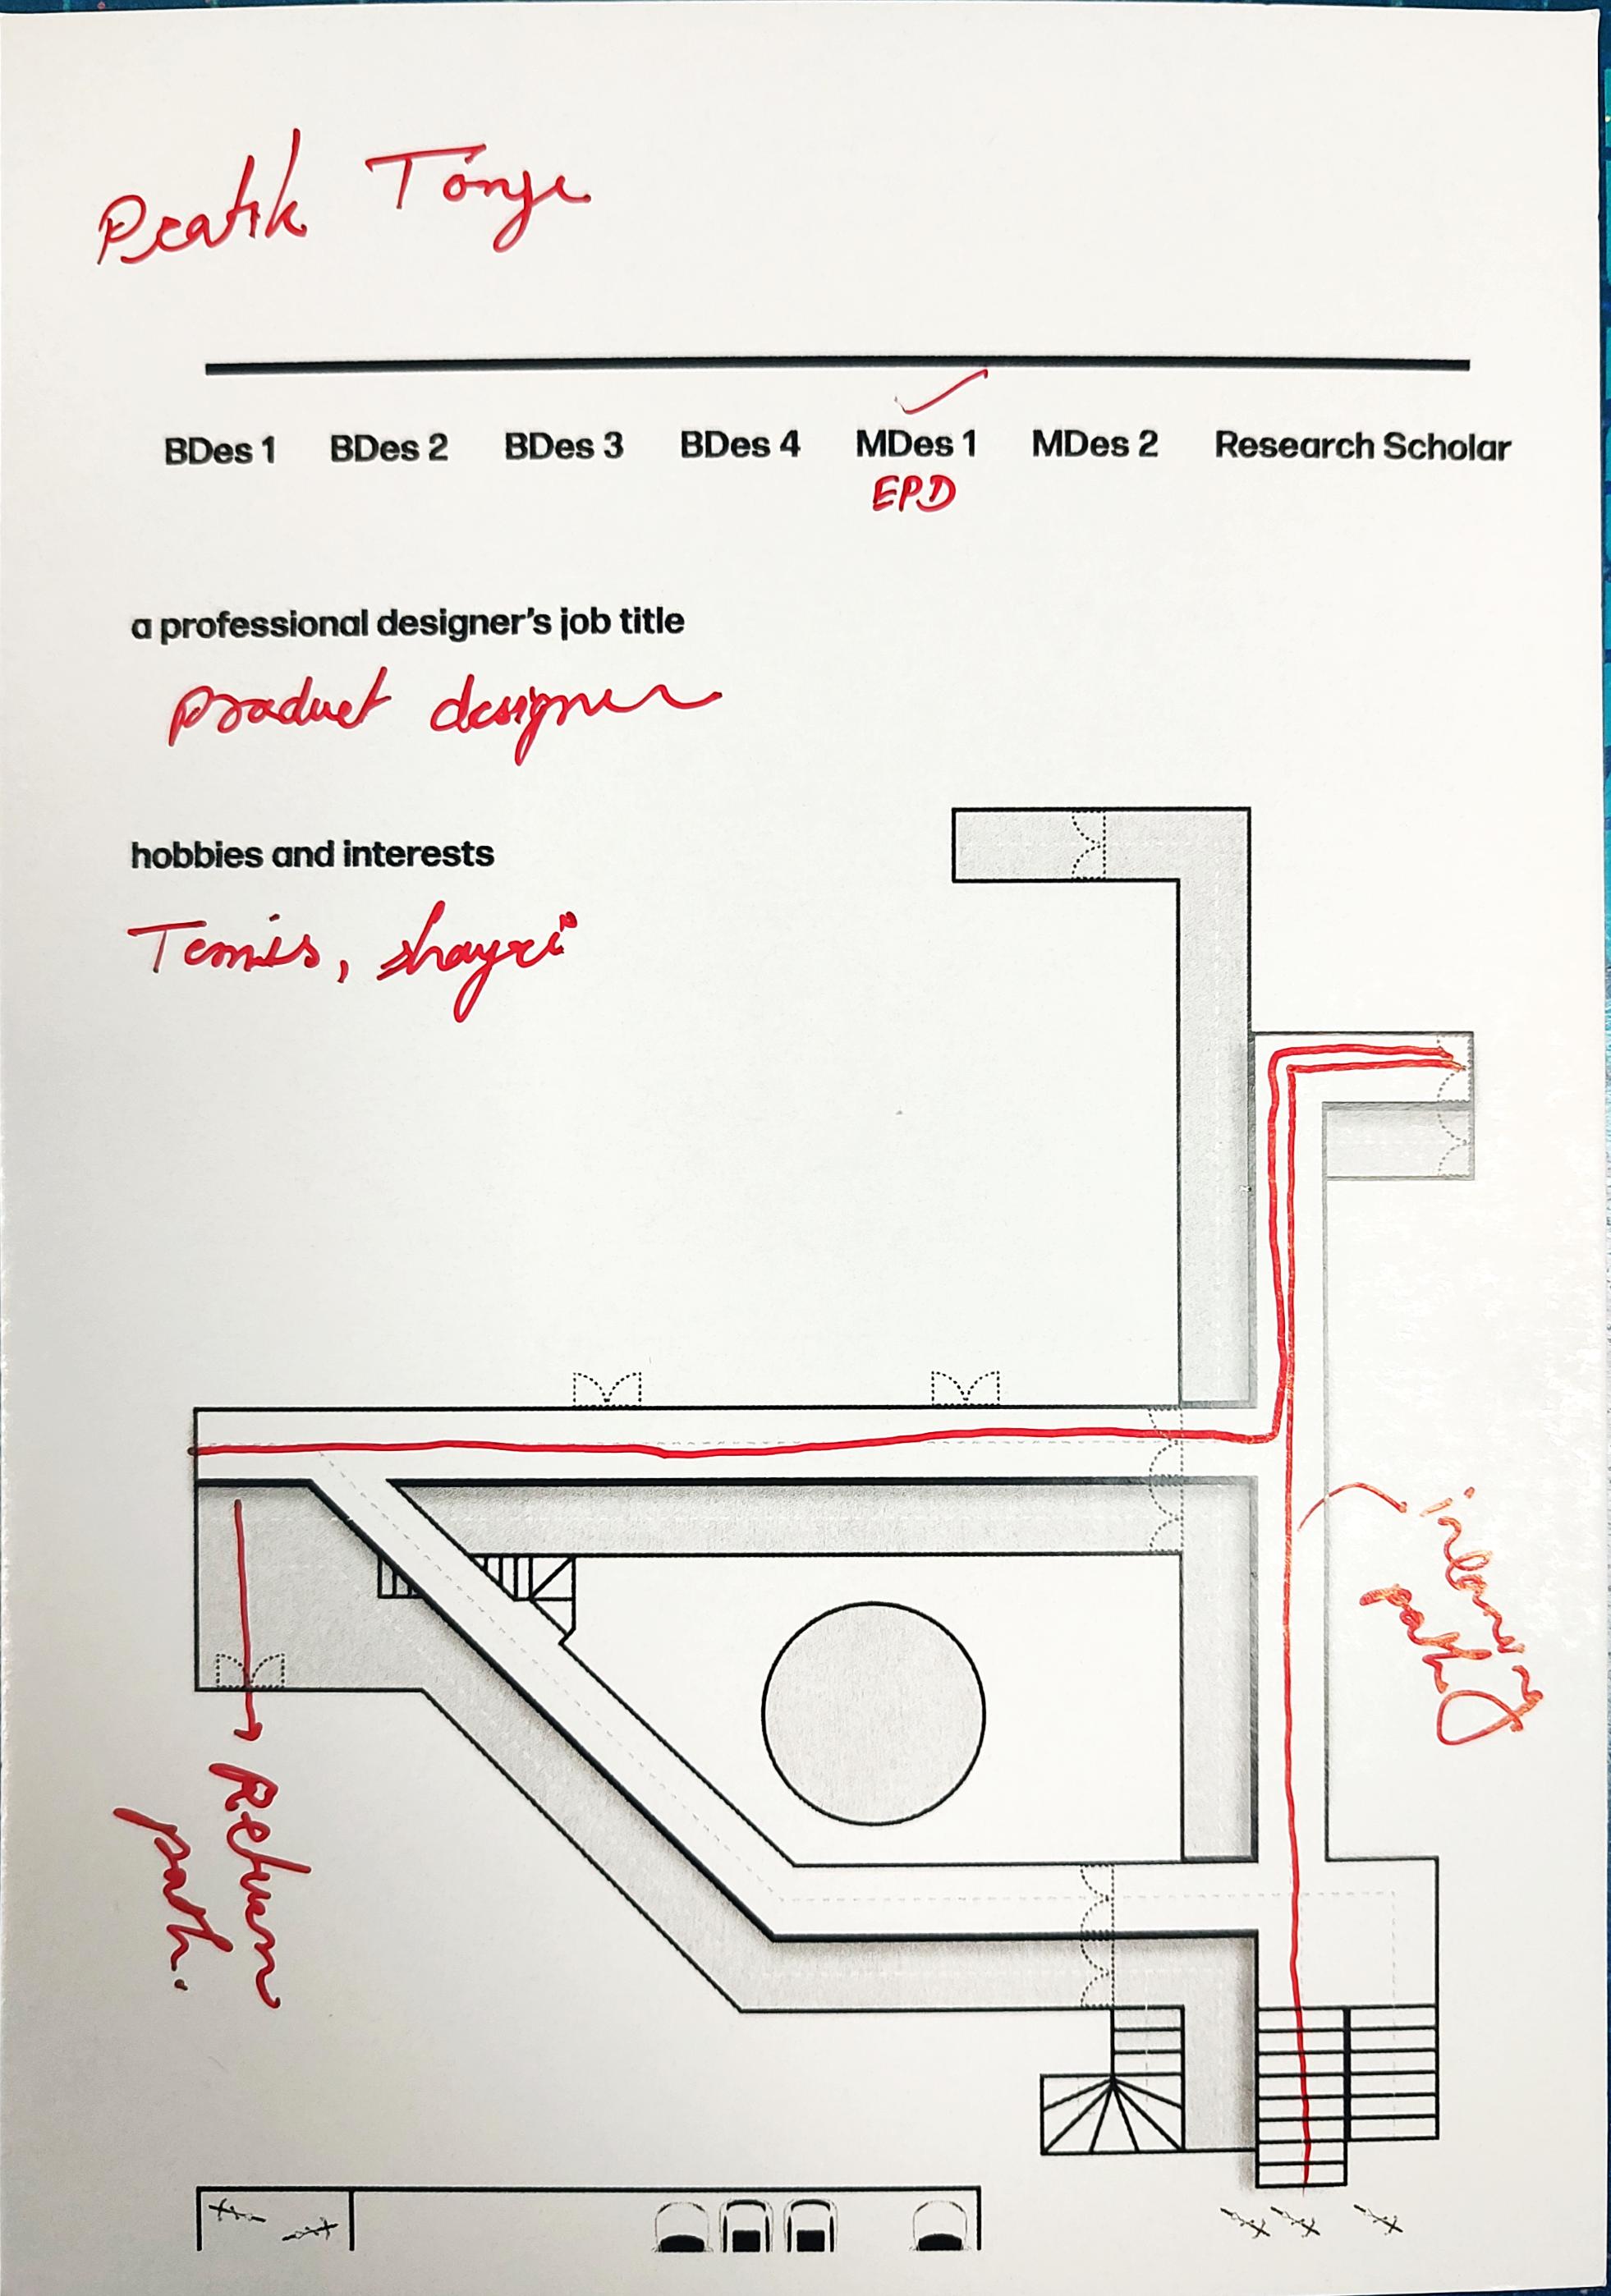 Pratik Tonge
BDes 1 BDes 2 BDes 3 BDes 4 MDes 1 MDes 2 Research Scholar
EPD
a professional designer's job title
product designer
hobbies and interests
Tennis, shayri
incoming
path
Return
path.